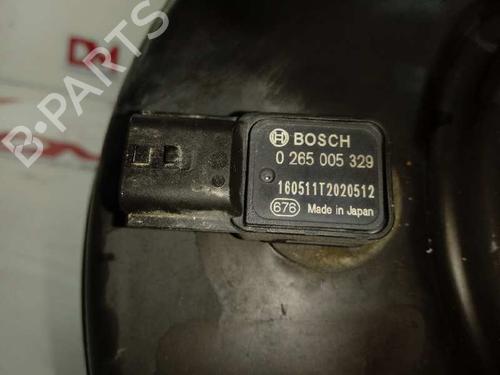 B-PARTS
BOSCH
0 265 005 329
160511T2020512
676 Made in Japan